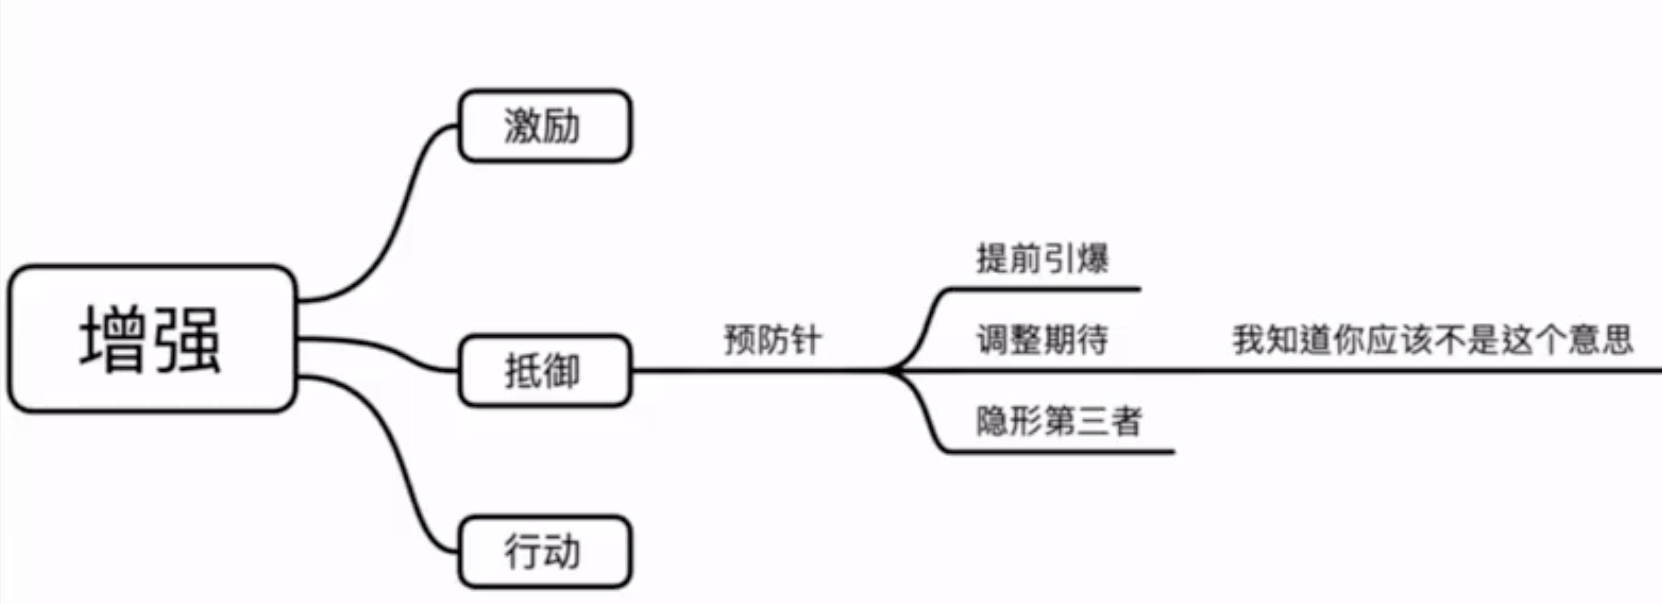 激励
提前引爆
增强
抵御
预防针
调整期待
我知道你应该不是这个意思
隐形第三者
行动